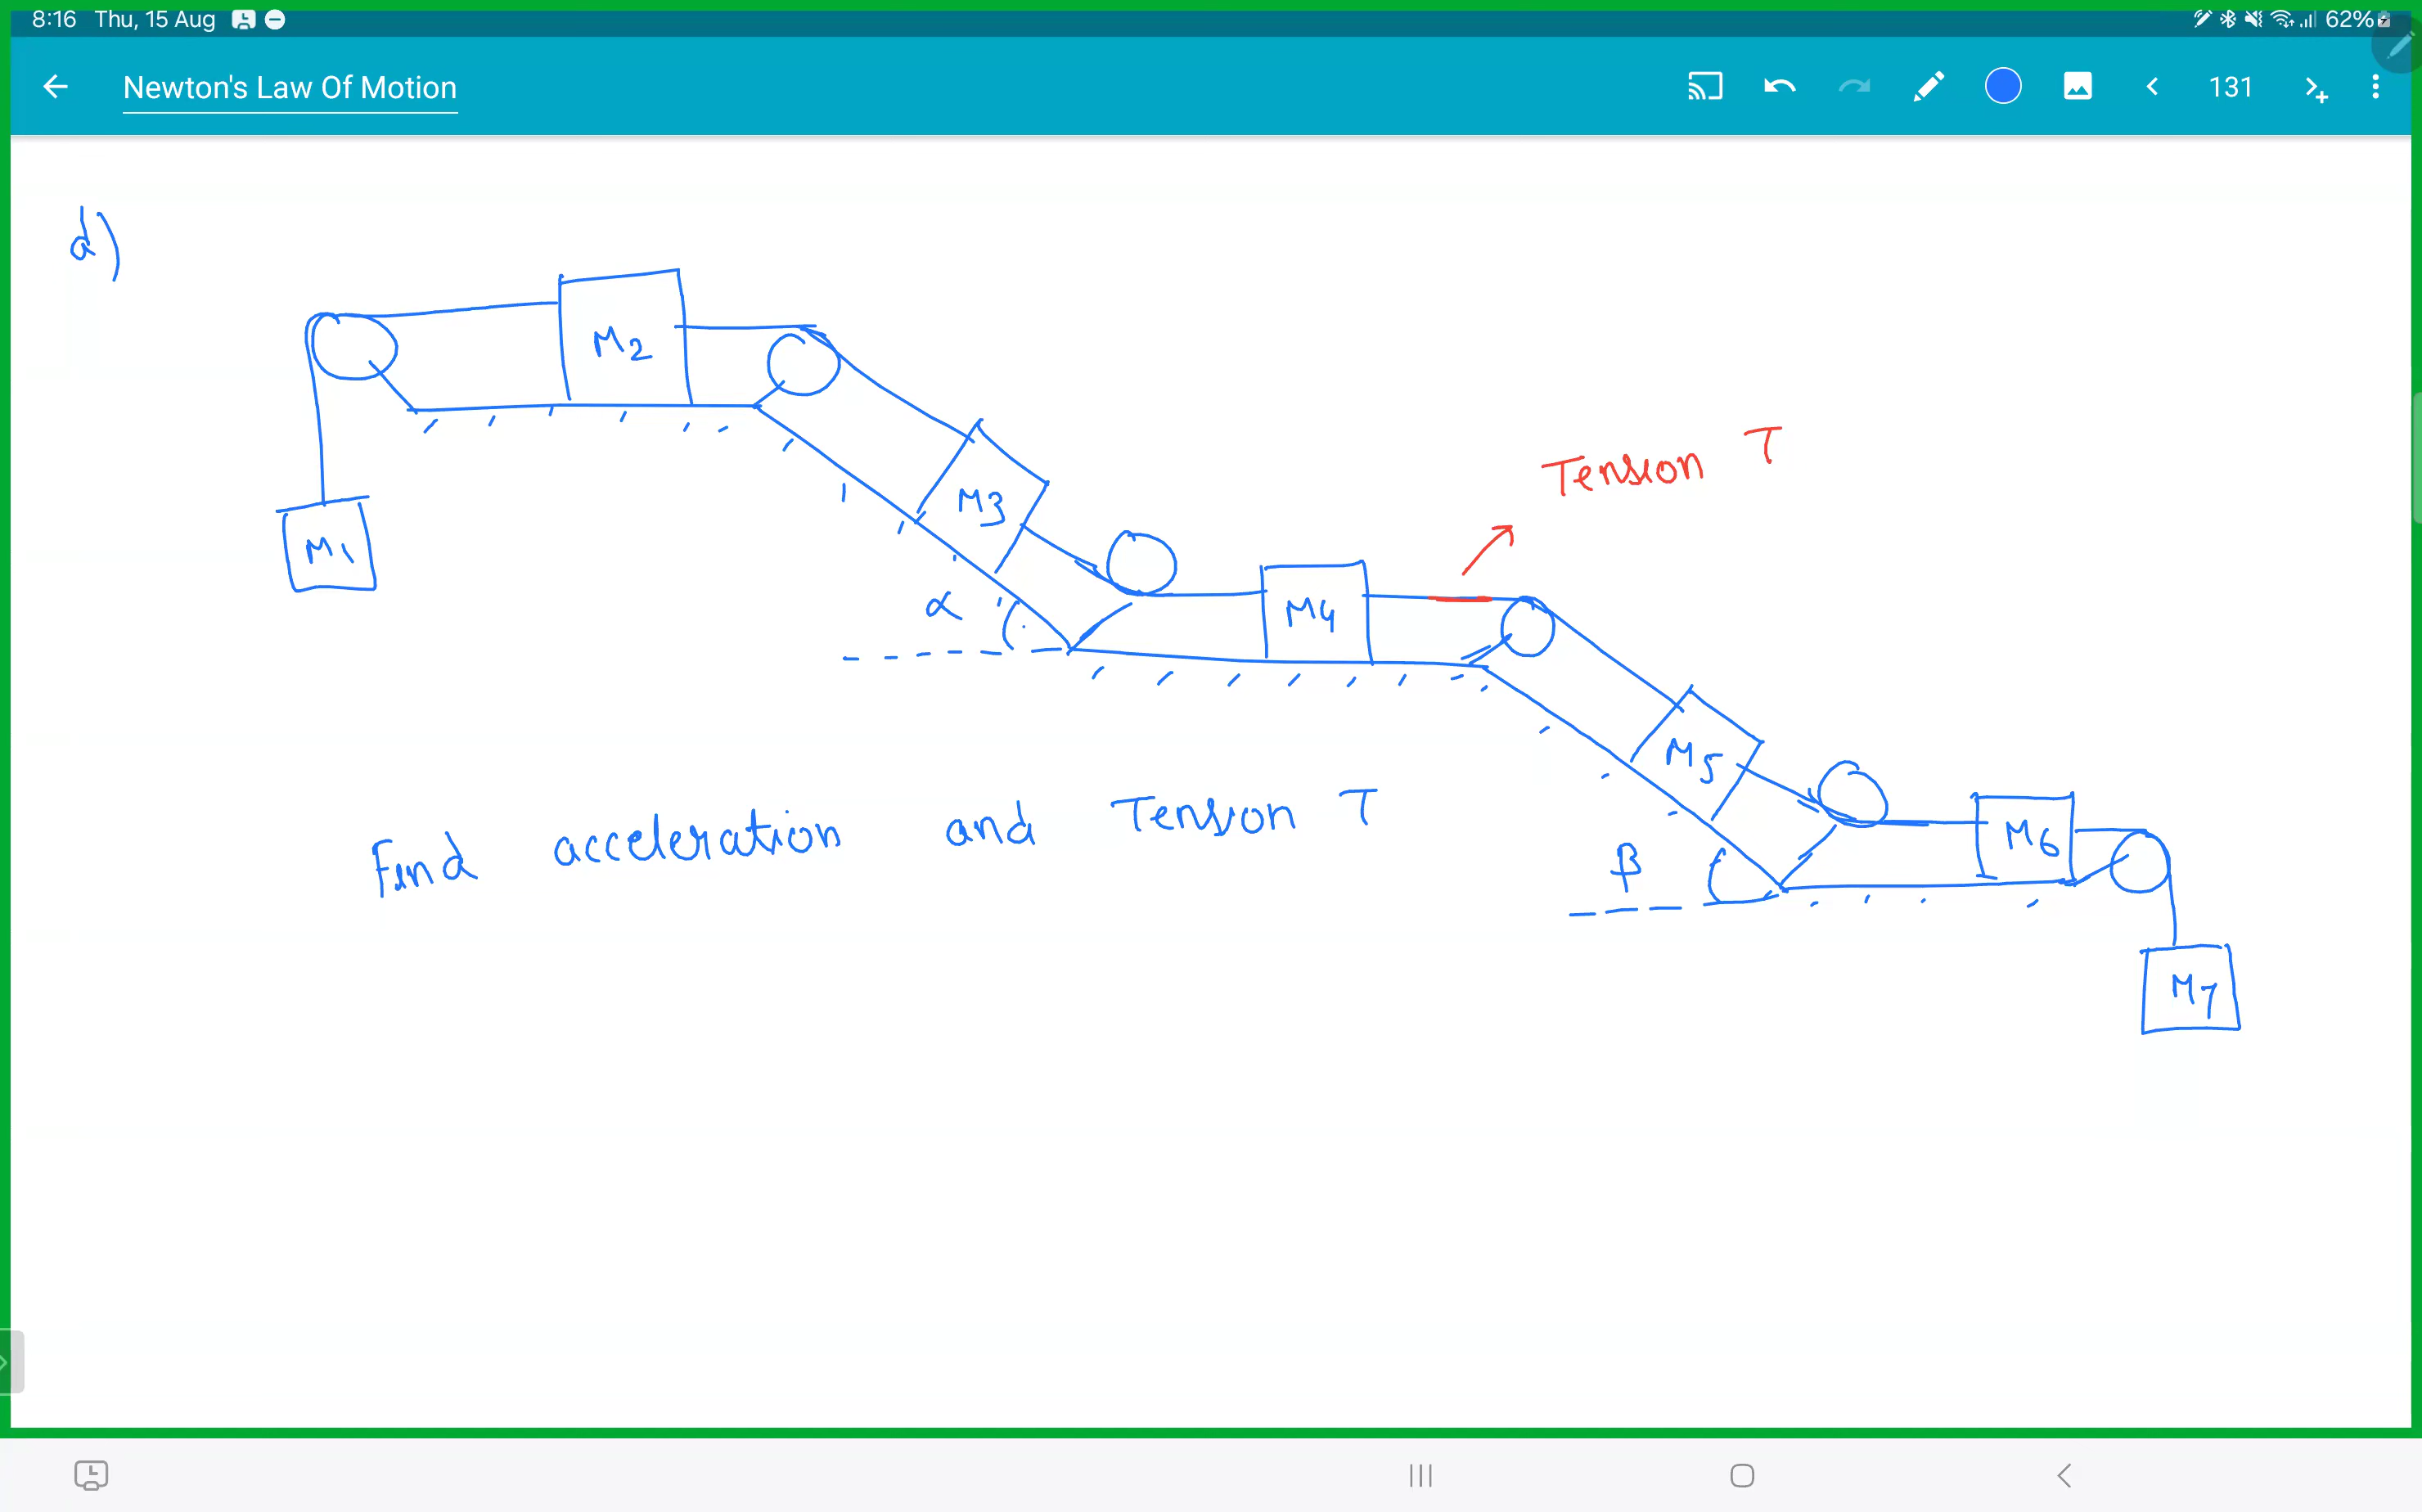 8:16 Thu, 15 Aug 62%
Newton's Law Of Motion 131
d)
M2
M3
Tension T
M1
M4
α
M5
Find acceleration and Tension T
M6
β
M7